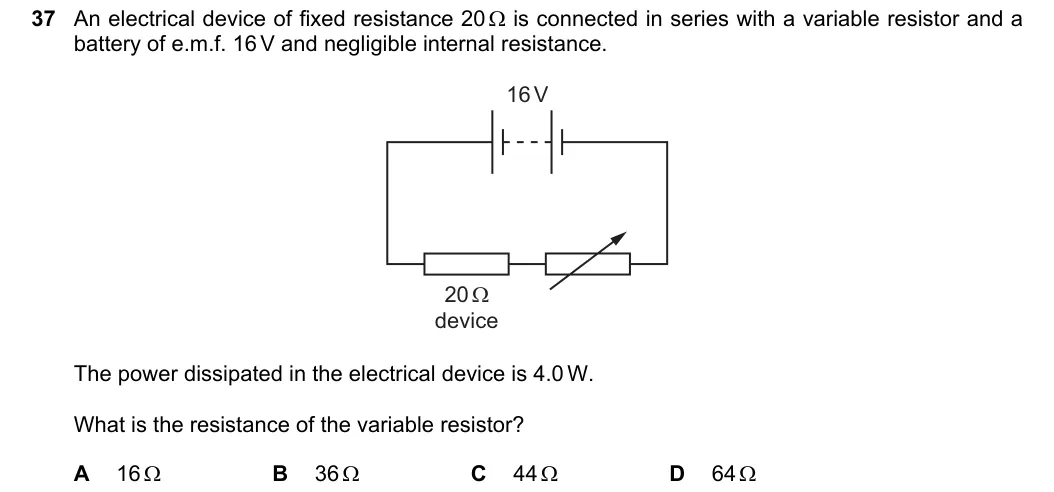 37 An electrical device of fixed resistance 20 Ω is connected in series with a variable resistor and a
battery of e.m.f. 16 V and negligible internal resistance.
16 V
20 Ω
device
The power dissipated in the electrical device is 4.0 W.
What is the resistance of the variable resistor?
A 16 Ω B 36 Ω C 44 Ω D 64 Ω